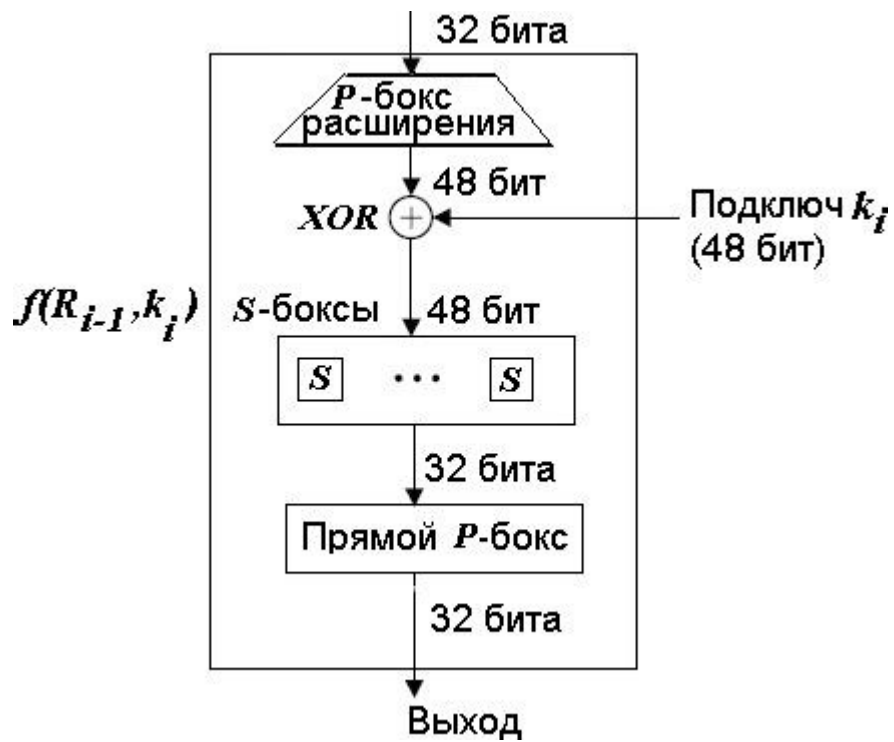 32 бита
P-бокс
расширения
48 бит
XOR +
Подключ k_i
(48 бит)
f(R_{i-1},k_i)
S-боксы 48 бит
S ... S
32 бита
Прямой P-бокс
32 бита
Выход